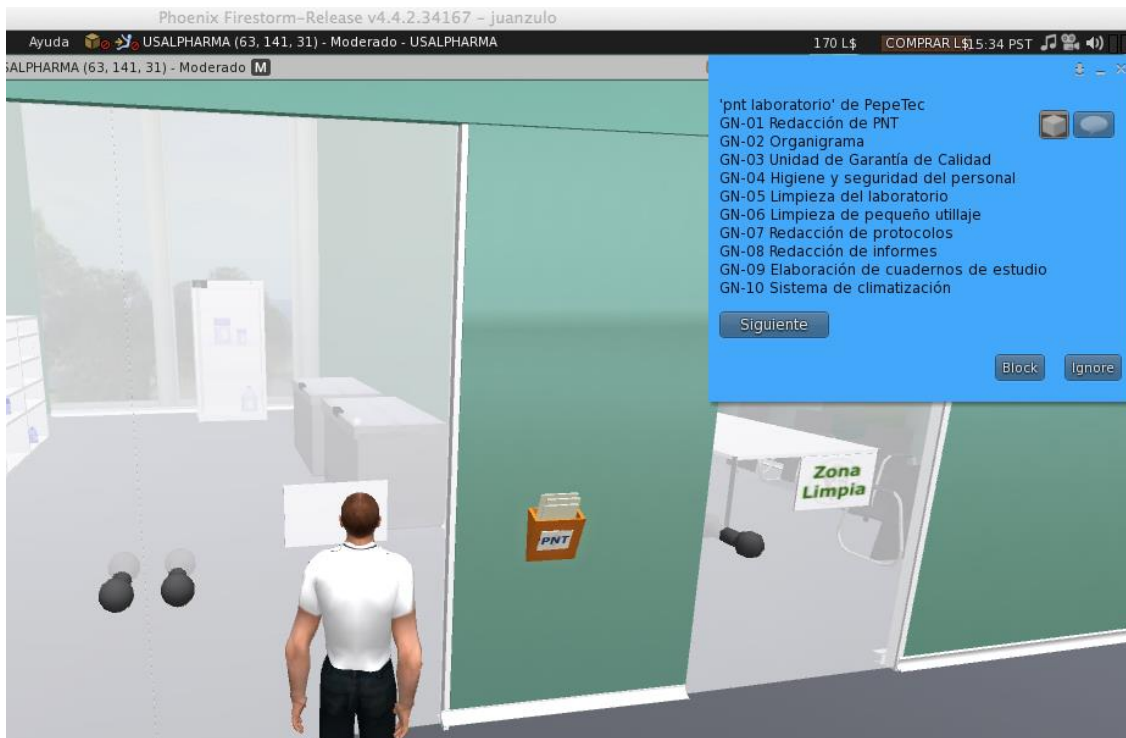 Phoenix Firestorm-Release v4.4.2.34167 - juanzulo
Ayuda USALPHARMA (63, 141, 31) - Moderado - USALPHARMA 170 L$ COMPRAR L$ 15:34 PST
SALPHARMA (63, 141, 31) - Moderado M
'pnt laboratorio' de PepeTec
GN-01 Redacción de PNT
GN-02 Organigrama
GN-03 Unidad de Garantía de Calidad
GN-04 Higiene y seguridad del personal
GN-05 Limpieza del laboratorio
GN-06 Limpieza de pequeño utillaje
GN-07 Redacción de protocolos
GN-08 Redacción de informes
GN-09 Elaboración de cuadernos de estudio
GN-10 Sistema de climatización
Siguiente
Block Ignore
Zona
Limpia
PNT